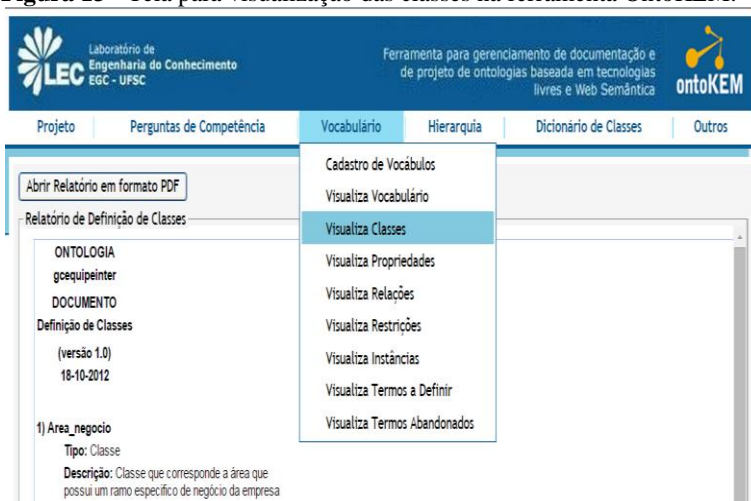 Figura 15 – Tela para visualização das classes na ferramenta OntoKEM.
LEC
Laboratório de
Engenharia do Conhecimento
EGC - UFSC
Ferramenta para gerenciamento de documentação e
de projeto de ontologias baseada em tecnologias
livres e Web Semântica
ontoKEM
Projeto
Perguntas de Competência
Vocabulário
Hierarquia
Dicionário de Classes
Outros
Cadastro de Vocábulos
Visualiza Vocabulário
Visualiza Classes
Visualiza Propriedades
Visualiza Relações
Visualiza Restrições
Visualiza Instâncias
Visualiza Termos a Definir
Visualiza Termos Abandonados
Abrir Relatório em formato PDF
Relatório de Definição de Classes
ONTOLOGIA
gcequipeinter
DOCUMENTO
Definição de Classes
(versão 1.0)
18-10-2012
1) Area_negocio
Tipo: Classe
Descrição: Classe que corresponde a área que
possui um ramo especifico de negócio da empresa